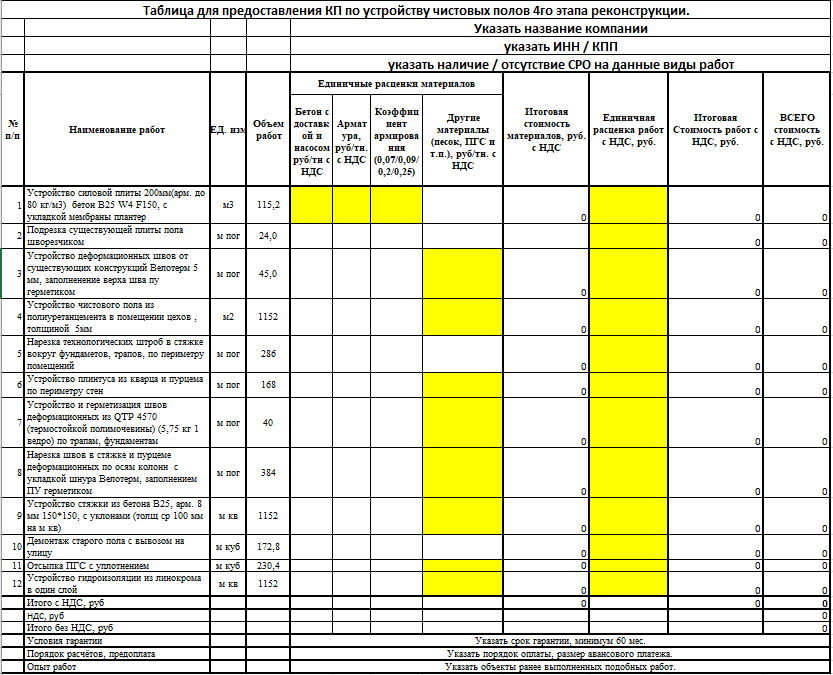 Таблица для предоставления КП по устройству чистовых полов 4го этапа реконструкции.
Указать название компании
указать ИНН / КПП
указать наличие / отсутствие СРО на данные виды работ
Единичные расценки материалов
№
п/п
Наименование работ
ЕД. изм
Объем
работ
Бетон с
доставк
ой и
насосом
руб/тн с
НДС
Армат
ура,
руб/тн.
с НДС
Коэффиц
иент
армирова
ния
(0,07/0,09/
0,2/0,25)
Другие
материалы
(песок, ПГС и
т.п.), руб/тн. с
НДС
Итоговая
стоимость
материалов, руб.
с НДС
Единичная
расценка работ
с НДС, руб.
Итоговая
Стоимость работ с
НДС, руб.
ВСЕГО
стоимость
с НДС, руб.
1 Устройство силовой плиты 200мм(арм. до
80 кг/м3) бетон В25 W4 F150, с
укладкой мембраны плантер
м3 115,2 0 0 0
2 Подрезка существующей плиты пола
шворезчиком
м пог 24,0 0 0
3 Устройство деформационных швов от
существующих конструкций Велотерм 5
мм, заполненение верха шва пу
герметиком
м пог 45,0 0 0 0
4 Устройство чистового пола из
полиуретанцемента в помещении цехов ,
толщиной 5мм
м2 1152 0 0 0
5 Нарезка технологических штроб в стяжке
вокруг фундаметов, трапов, по периметру
помещений
м пог 286 0 0 0
6 Устройство плинтуса из кварца и пурцема
по периметру стен
м пог 168 0 0 0
7 Устройство и герметизация швов
деформационных из QTP 4570
(термостойкой полимочевины) (5,75 кг 1
ведро) по трапам, фундаментам
м пог 40 0 0 0
8 Нарезка швов в стяжке и пурцеме
деформационных по осям колонн с
укладкой шнура Велотерм, заполнением
ПУ герметиком
м пог 384 0 0 0
9 Устройство стяжки из бетона В25, арм. 8
мм 150*150, с уклонами (толщ ср 100 мм
на м кв)
м кв 1152 0 0 0
10 Демонтаж старого пола с вывозом на
улицу
м куб 172,8 0 0 0
11 Отсыпка ПГС с уплотнением м куб 230,4 0 0 0
12 Устройство гидроизоляции из линокрома
в один слой
м кв 1152 0 0 0
Итого с НДС, руб 0 0 0
НДС, руб 0
Итого без НДС, руб 0
Условия гарантии Указать срок гарантии, минимум 60 мес.
Порядок расчётов, предоплата Указать порядок оплаты, размер авансового платежа.
Опыт работ Указать объекты ранее выполненных подобных работ.